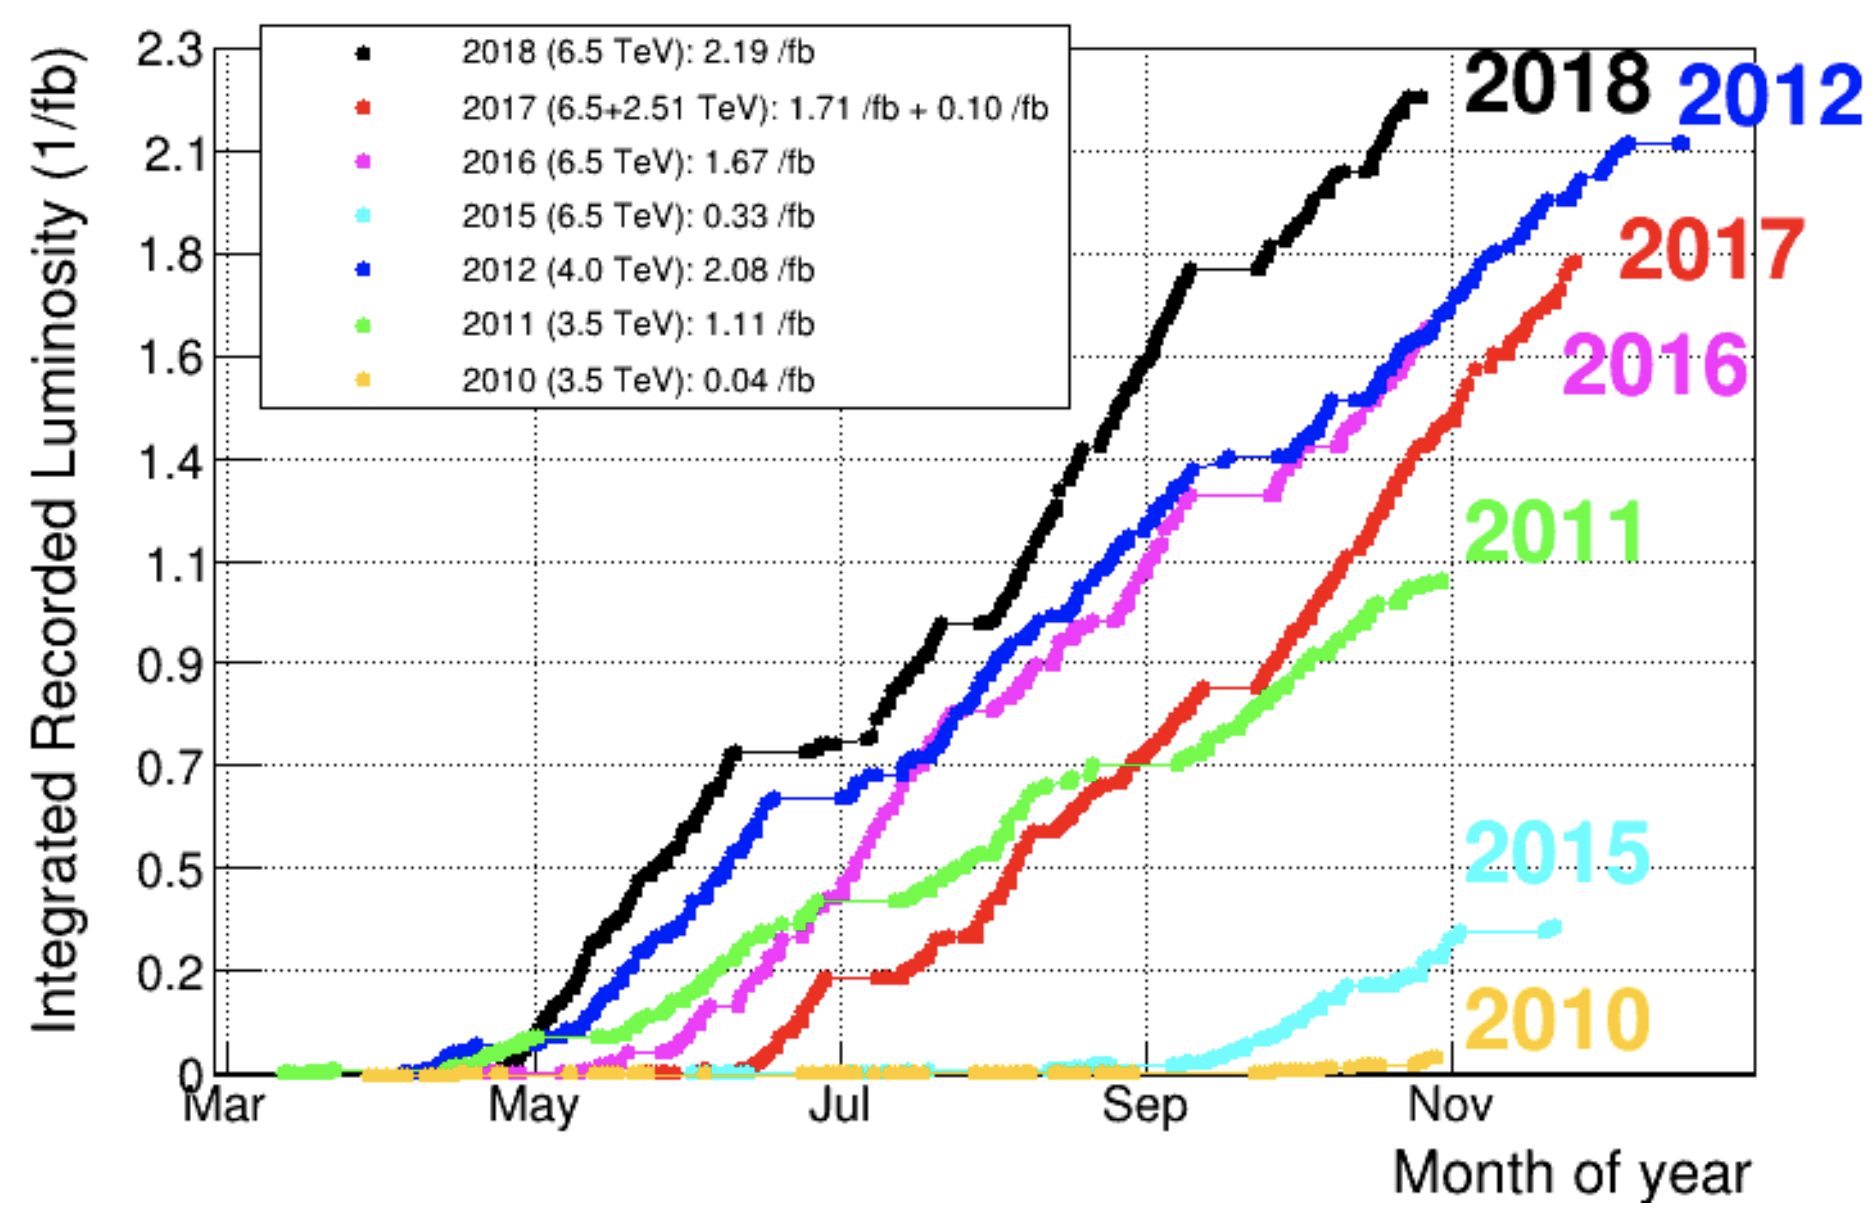 Integrated Recorded Luminosity (1/fb)
2.3
2.1
1.8
1.6
1.4
1.1
0.9
0.7
0.5
0.2
0
2018 (6.5 TeV): 2.19 /fb
2017 (6.5+2.51 TeV): 1.71 /fb + 0.10 /fb
2016 (6.5 TeV): 1.67 /fb
2015 (6.5 TeV): 0.33 /fb
2012 (4.0 TeV): 2.08 /fb
2011 (3.5 TeV): 1.11 /fb
2010 (3.5 TeV): 0.04 /fb
2018
2012
2017
2016
2011
2015
2010
Mar May Jul Sep Nov
Month of year